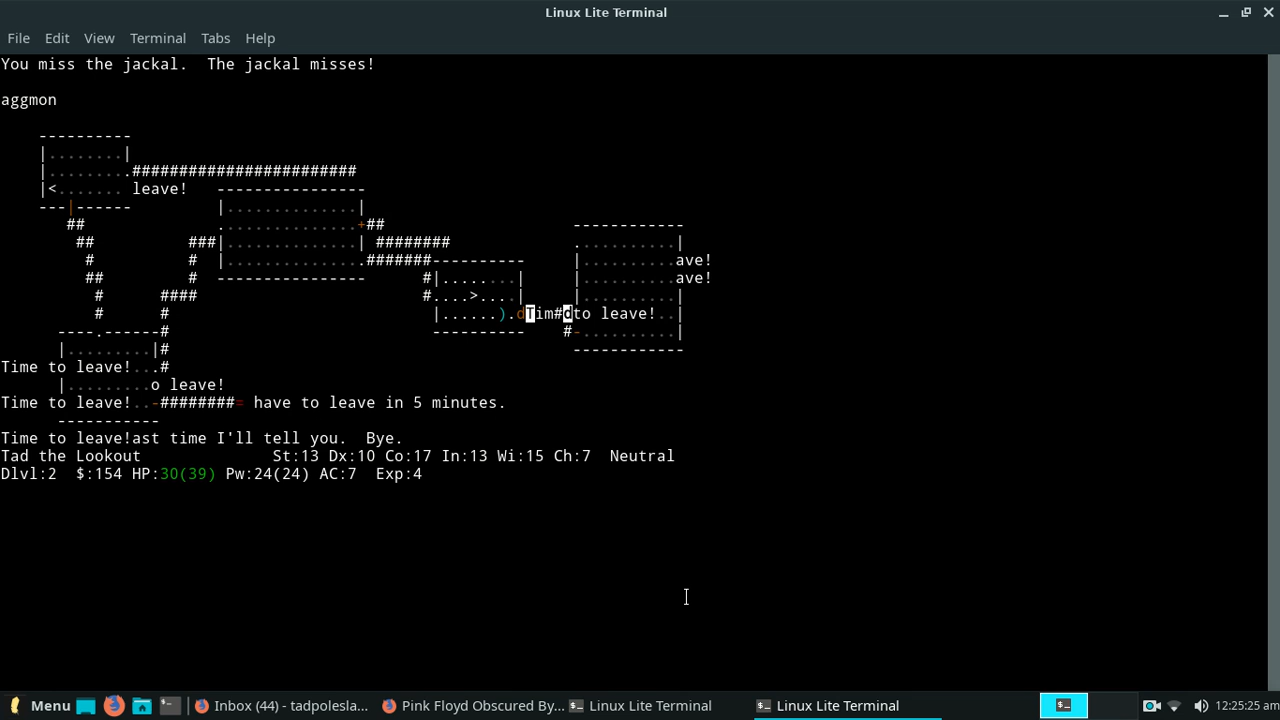 Linux Lite Terminal
File Edit View Terminal Tabs Help
You miss the jackal.  The jackal misses!
aggmon
----------
|........|
|.........#######################
|<....... leave!   ----------------
---|------         |..............|
##              ...............+##          ------------
##          ###|..............| ########             ...........|
#          #  |...............#######----------     |..........ave!
##         #  ----------------            #|........|     |..........ave!
#      ####                               #....>....|     |..........|
#      #                                   |......).dTim#dto leave!..|
----.------#                                   ----------    #-..........|
|.........|#                                                 ------------
Time to leave!...#
|.........o leave!
Time to leave!..-########= have to leave in 5 minutes.
-----------
Time to leave!ast time I'll tell you.  Bye.
Tad the Lookout              St:13 Dx:10 Co:17 In:13 Wi:15 Ch:7  Neutral
Dlvl:2  $:154 HP:30(39) Pw:24(24) AC:7  Exp:4
Menu Inbox (44) - tadpolesla... Pink Floyd Obscured By... Linux Lite Terminal Linux Lite Terminal 12:25:25 am